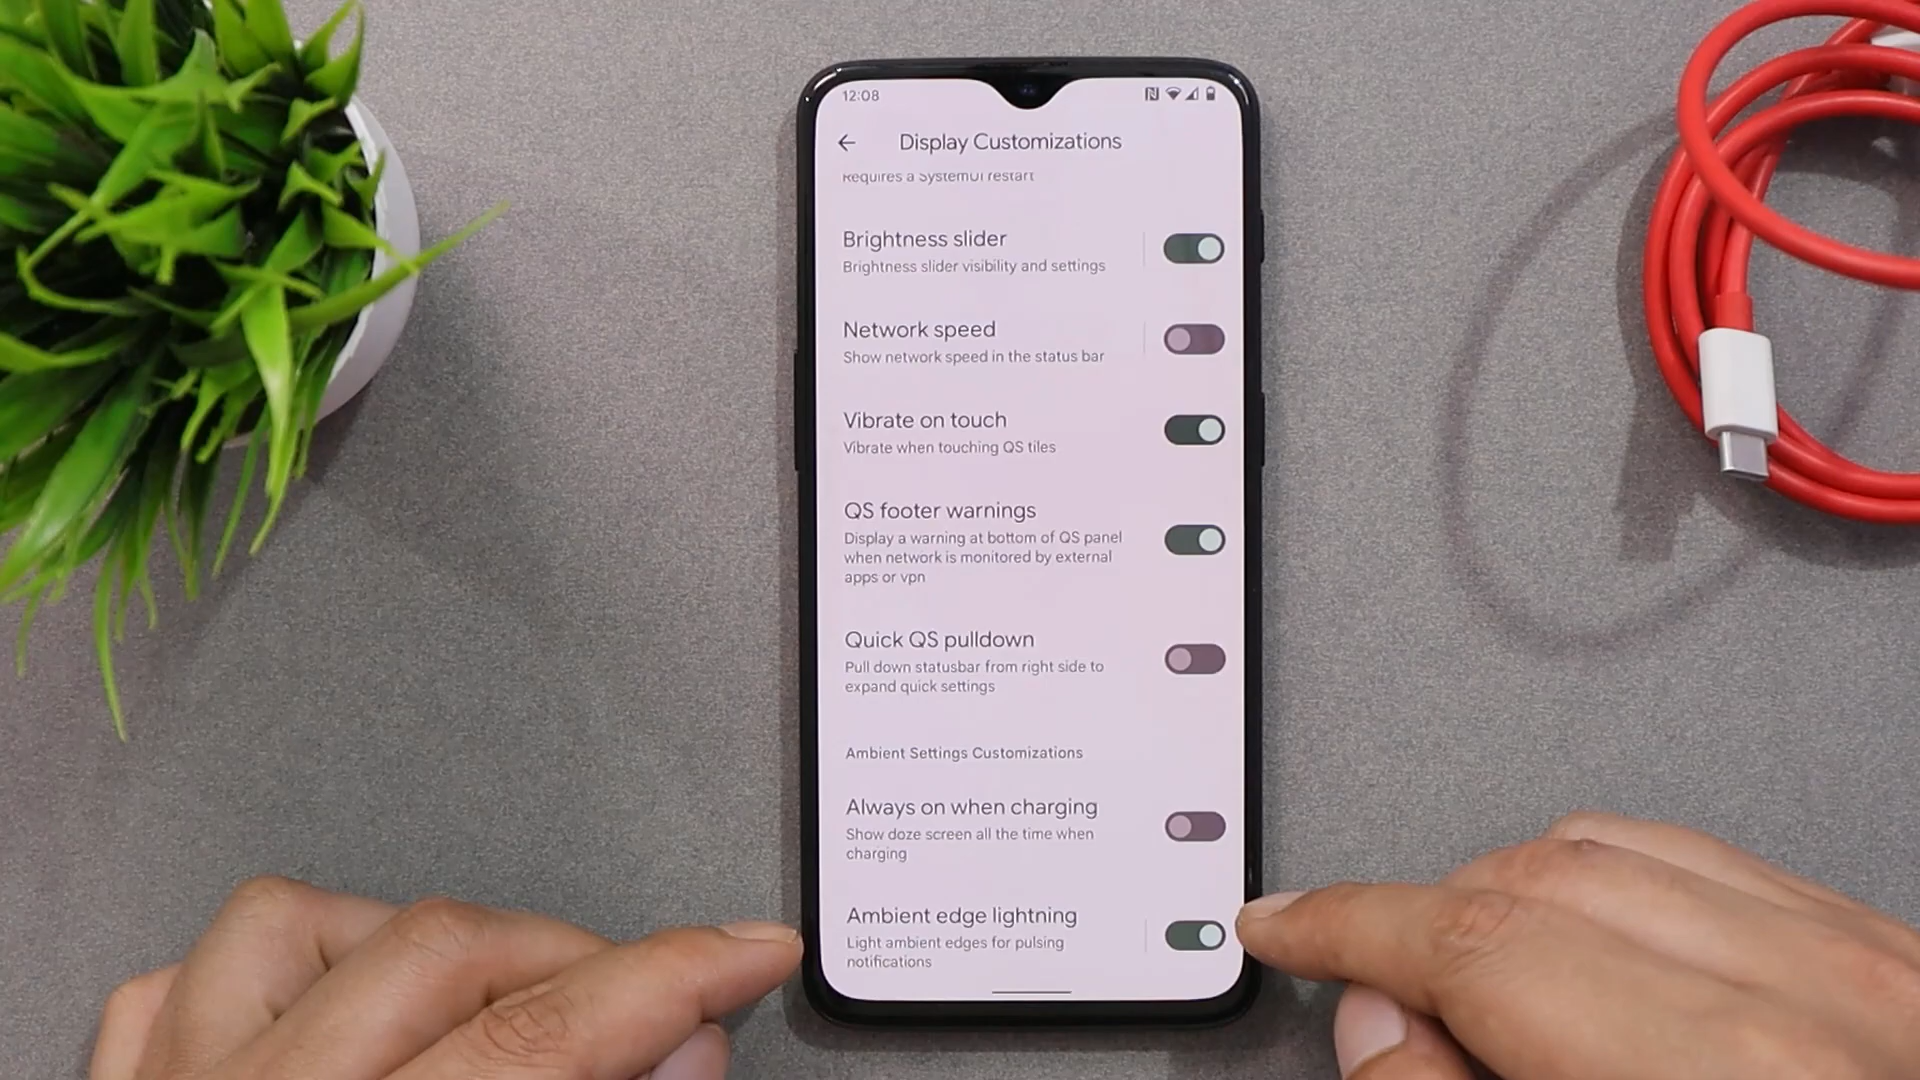 12:08
Display Customizations
Requires a SystemUI restart
Brightness slider
Brightness slider visibility and settings
Network speed
Show network speed in the status bar
Vibrate on touch
Vibrate when touching QS tiles
QS footer warnings
Display a warning at bottom of QS panel
when network is monitored by external
apps or vpn
Quick QS pulldown
Pull down statusbar from right side to
expand quick settings
Ambient Settings Customizations
Always on when charging
Show doze screen all the time when
charging
Ambient edge lightning
Light ambient edges for pulsing
notifications